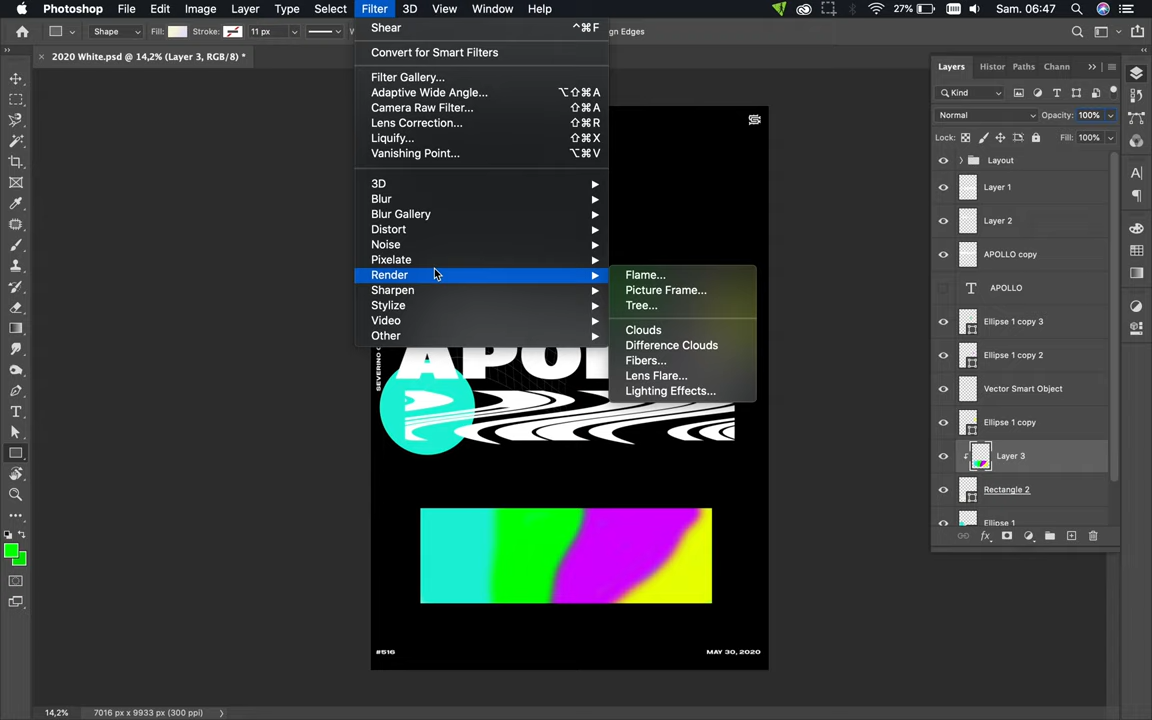 Photoshop File Edit Image Layer Type Select Filter 3D View Window Help 27% Sam. 06:47
Shape Fill: Stroke: 11 px W gn Edges
2020 White.psd @ 14,2% (Layer 3, RGB/8) *
Shear ^⌘F
Convert for Smart Filters
Filter Gallery...
Adaptive Wide Angle... ⌥⇧⌘A
Camera Raw Filter... ⇧⌘A
Lens Correction... ⇧⌘R
Liquify... ⇧⌘X
Vanishing Point... ⌥⌘V
3D
Blur
Blur Gallery
Distort
Noise
Pixelate
Render
Sharpen
Stylize
Video
Other
Flame...
Picture Frame...
Tree...
Clouds
Difference Clouds
Fibers...
Lens Flare...
Lighting Effects...
SEVERINO
APO
#516 MAY 30, 2020
Layers Histor Paths Chann
Kind
Normal Opacity: 100%
Lock: Fill: 100%
Layout
Layer 1
Layer 2
APOLLO copy
T APOLLO
Ellipse 1 copy 3
Ellipse 1 copy 2
Vector Smart Object
Ellipse 1 copy
Layer 3
Rectangle 2
Ellipse 1
fx
14,2% 7016 px x 9933 px (300 ppi)